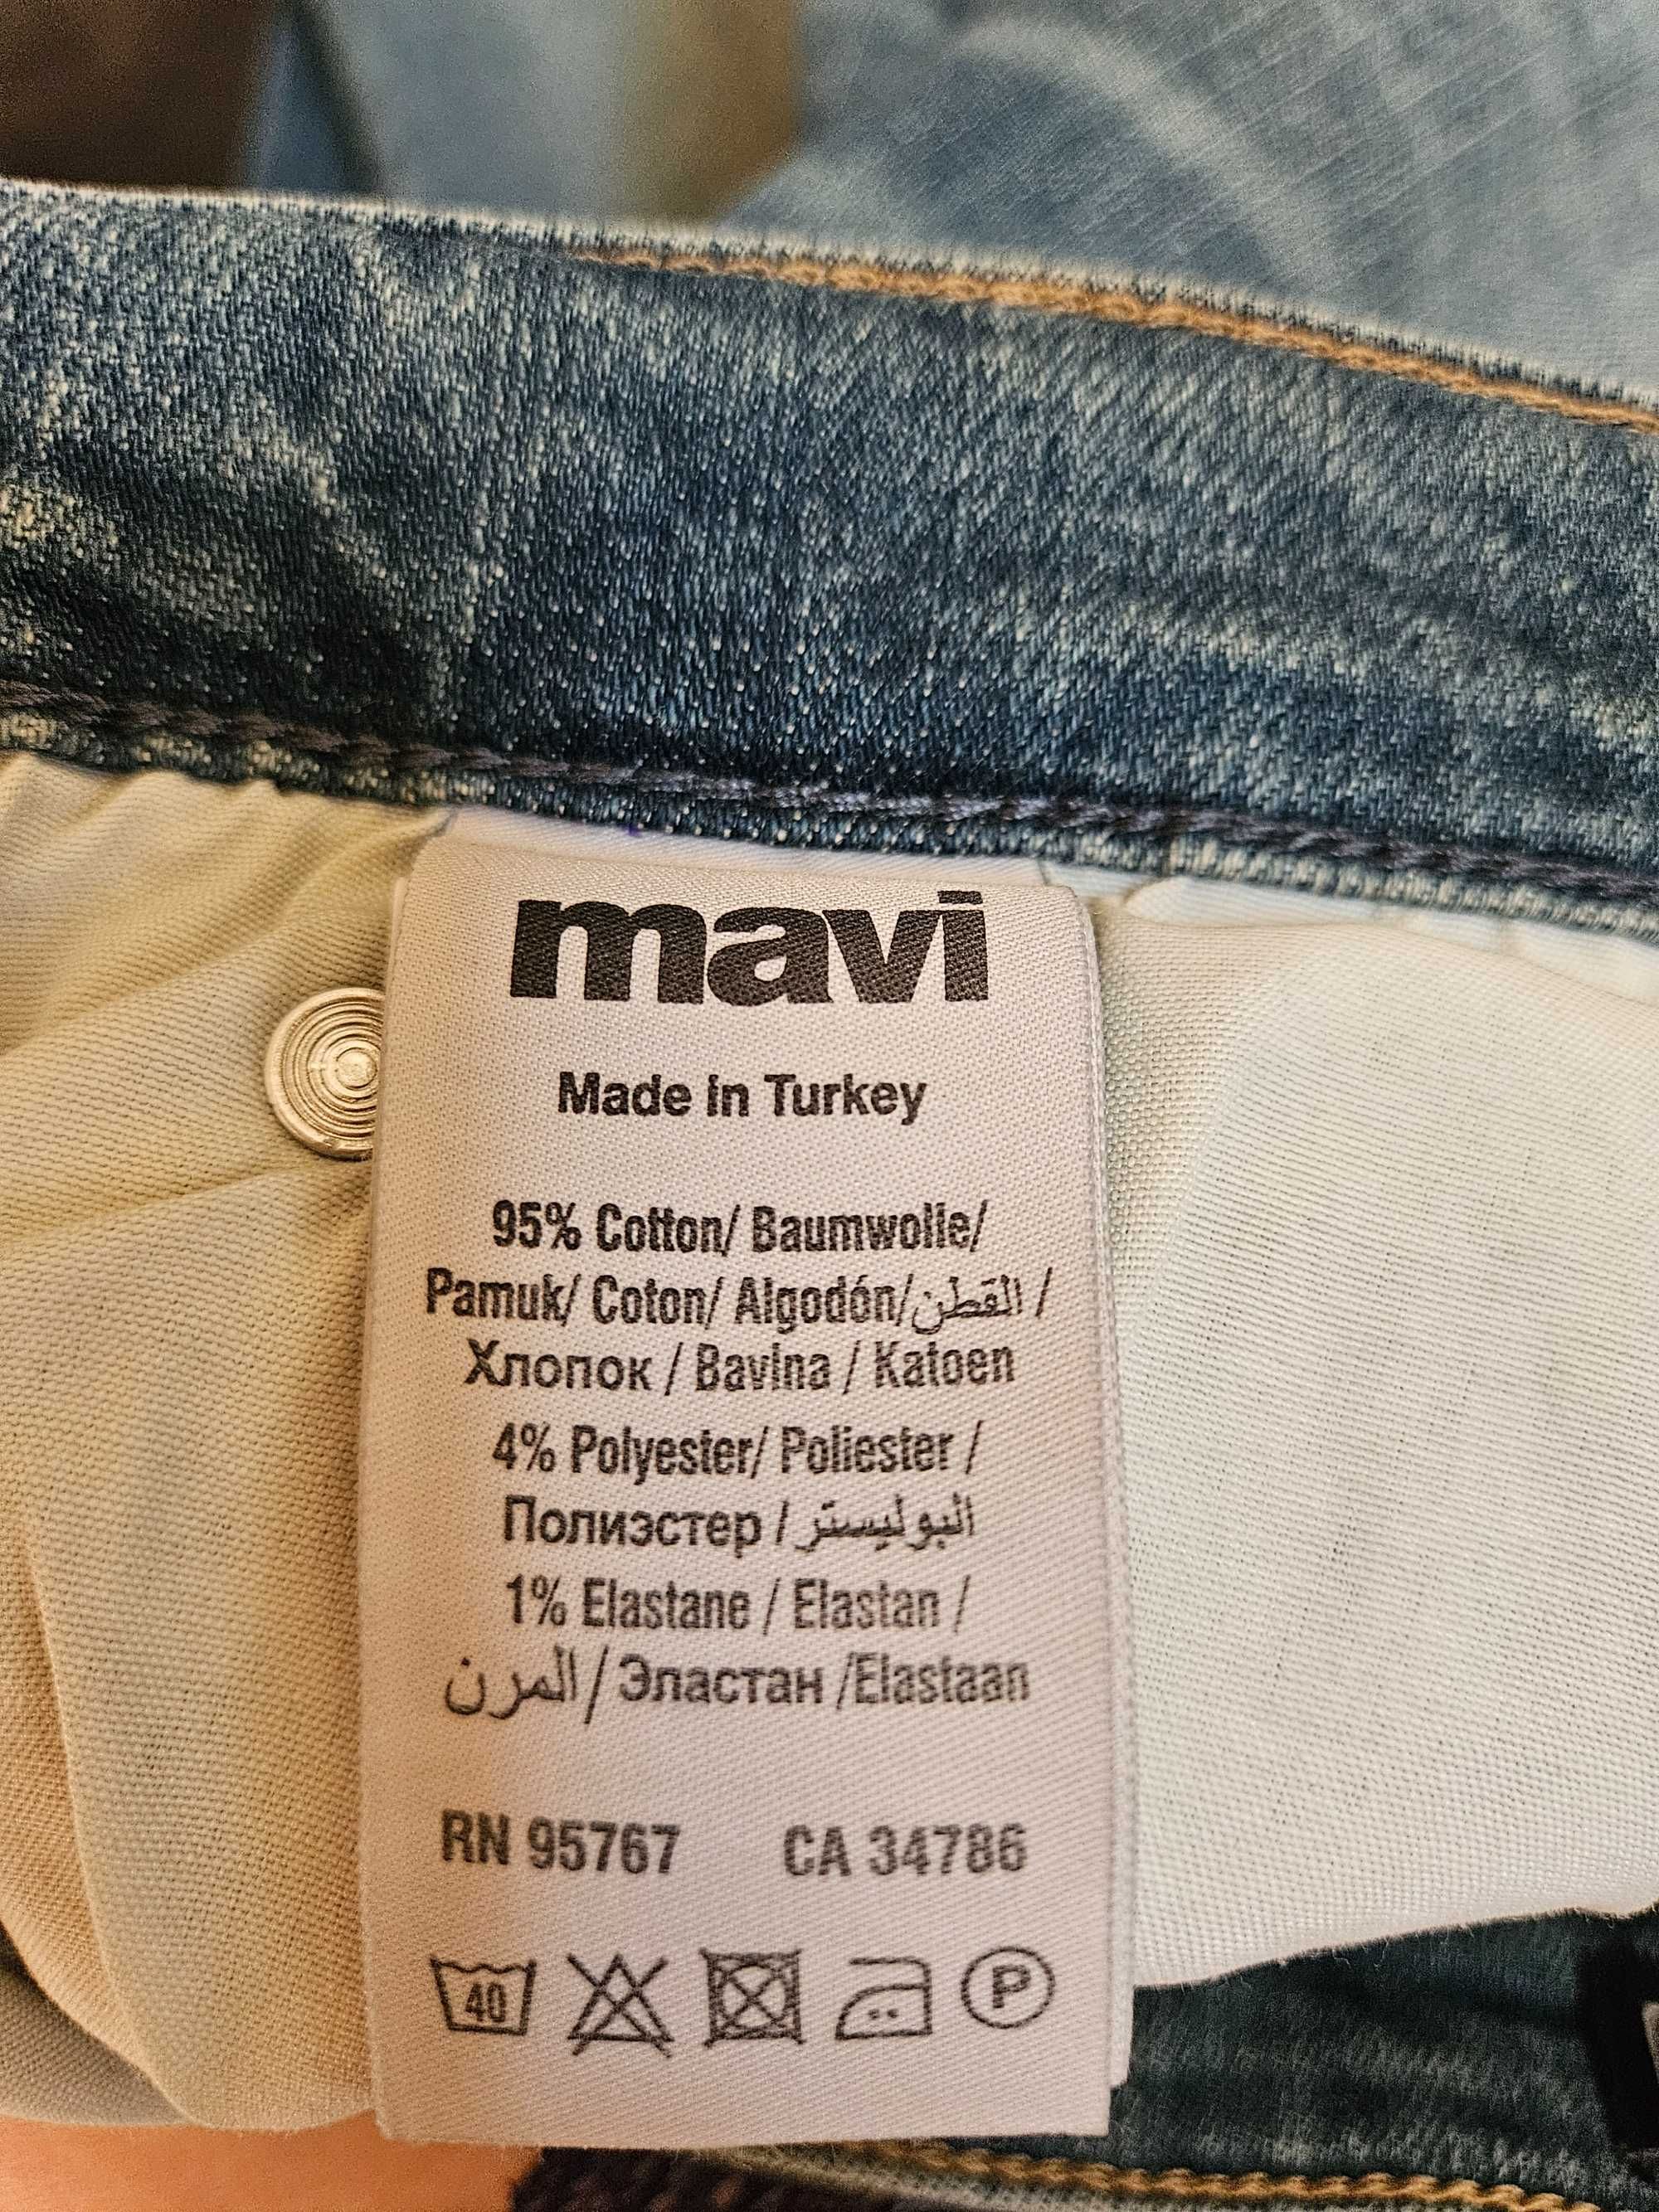 mavi
Made in Turkey
95% Cotton/ Baumwolle/
Pamuk/ Coton/ Algodón/القطن /
Хлопок / Bavlna / Katoen
4% Polyester/ Poliester /
Полиэстер / البوليستر
1% Elastane / Elastan /
المرن / Эластан /Elastaan
RN 95767 CA 34786
40 P